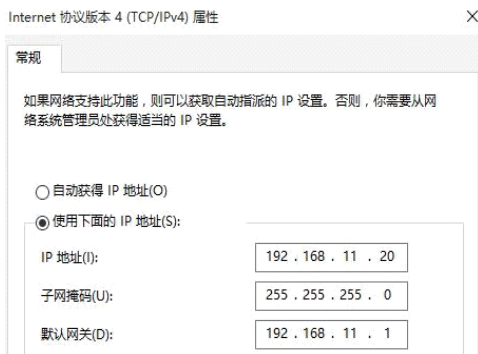 Internet 协议版本 4 (TCP/IPv4) 属性
常规
如果网络支持此功能，则可以获取自动指派的 IP 设置。否则，你需要从网
络系统管理员处获得适当的 IP 设置。
自动获得 IP 地址(O)
使用下面的 IP 地址(S):
IP 地址(I): 192 . 168 . 11 . 20
子网掩码(U): 255 . 255 . 255 . 0
默认网关(D): 192 . 168 . 11 . 1